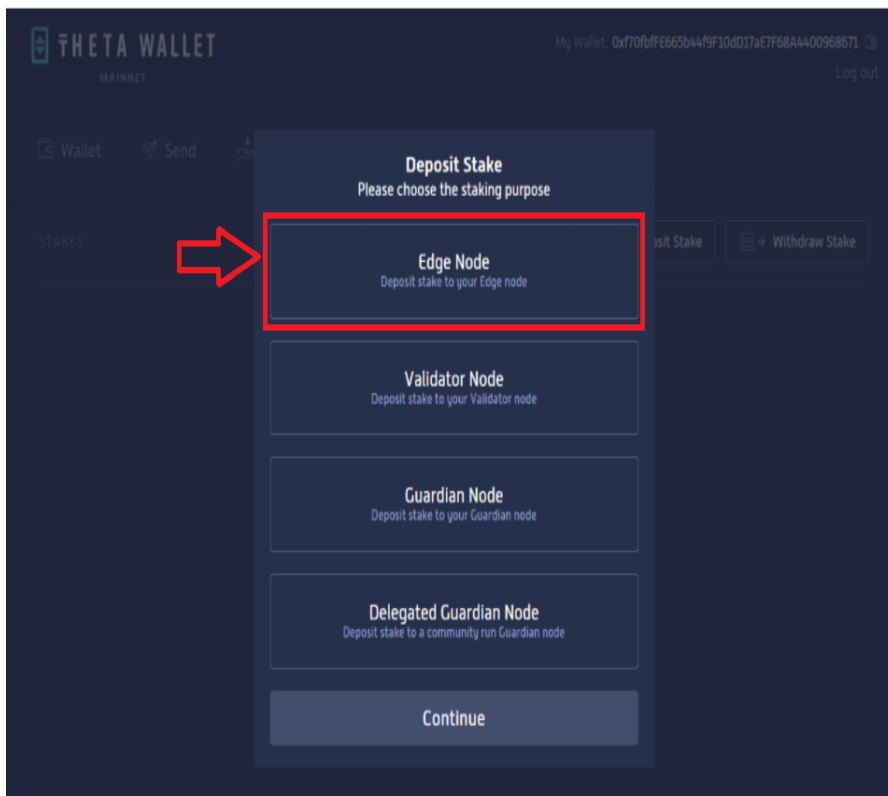 THETA WALLET
MAINNET
My Wallet: 0xf70fbfFE665b44f9F10dD17aE7F68A4400968671
Log out
Wallet
Send
Deposit Stake
Please choose the staking purpose
STAKES
Edge Node
Deposit stake to your Edge node
osit Stake
Withdraw Stake
Validator Node
Deposit stake to your Validator node
Guardian Node
Deposit stake to your Guardian node
Delegated Guardian Node
Deposit stake to a community run Guardian node
Continue